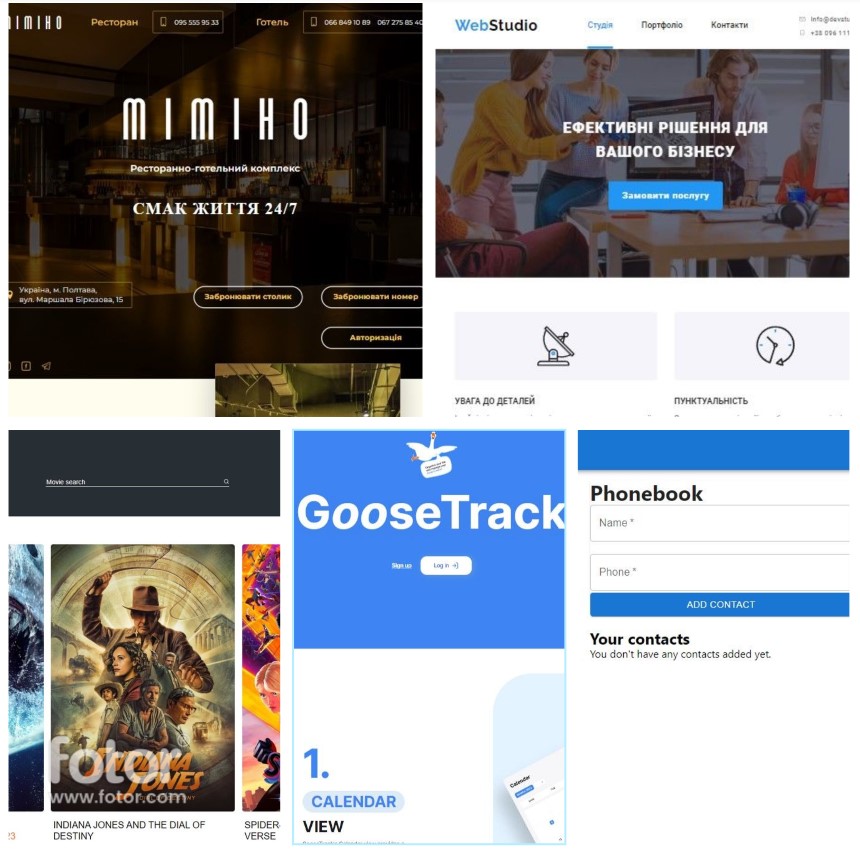 MIMIHO
Ресторан
095 555 95 33
Готель
066 849 10 89 067 275 85 40
MIMIHO
Ресторанно-готельний комплекс
СМАК ЖИТТЯ 24/7
Україна, м. Полтава,
вул. Маршала Бірюзова, 15
Забронювати столик
Забронювати номер
Авторизація
WebStudio
Студія
Портфоліо
Контакти
+38 096 111
ЕФЕКТИВНІ РІШЕННЯ ДЛЯ
ВАШОГО БІЗНЕСУ
Замовити послугу
УВАГА ДО ДЕТАЛЕЙ
ПУНКТУАЛЬНІСТЬ
Movie search
INDIANA
JONES
fotor
www.fotor.com
23
INDIANA JONES AND THE DIAL OF
DESTINY
SPIDER-
VERSE
GooseTrack
Sign up
Log in
1.
CALENDAR
VIEW
Calendar
Phonebook
Name *
Phone *
ADD CONTACT
Your contacts
You don't have any contacts added yet.